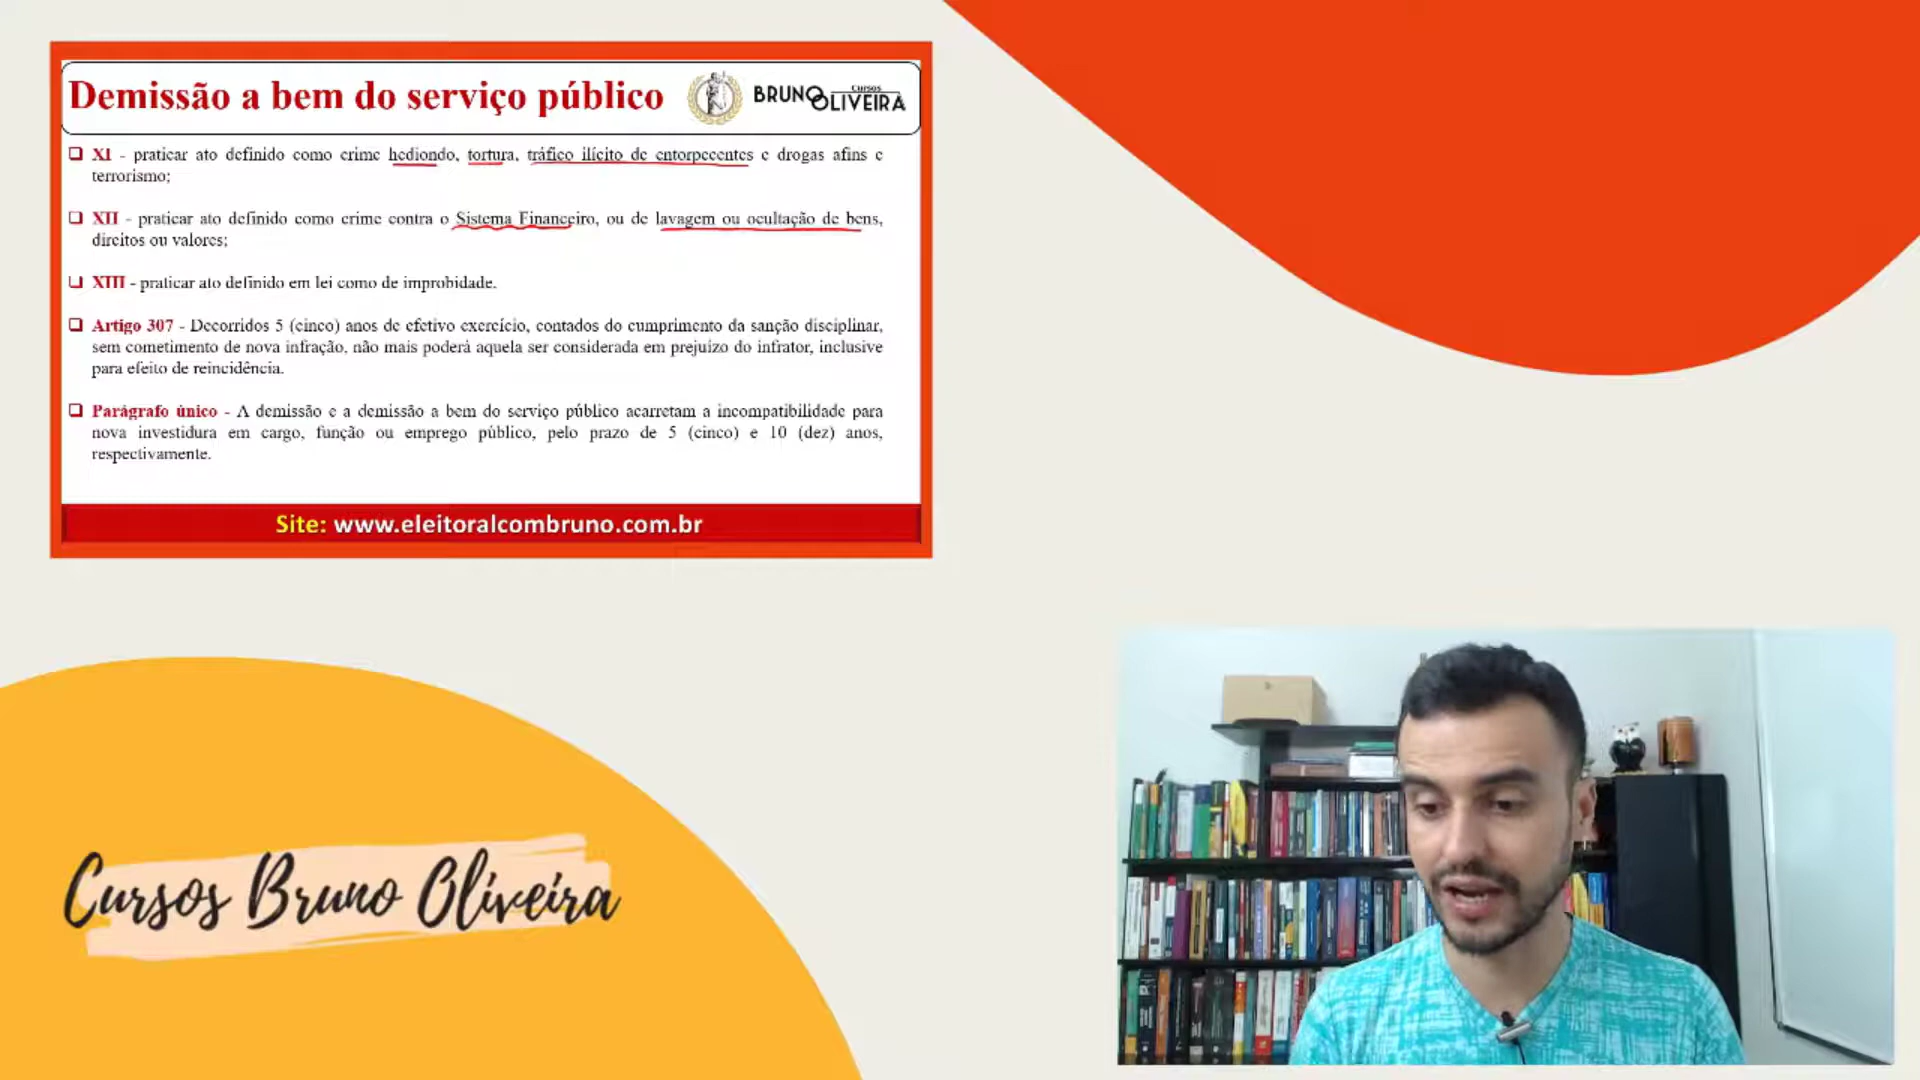 Demissão a bem do serviço público
Cursos
BRUNO OLIVEIRA
XI - praticar ato definido como crime hediondo, tortura, tráfico ilícito de entorpecentes e drogas afins e
terrorismo;
XII - praticar ato definido como crime contra o Sistema Financeiro, ou de lavagem ou ocultação de bens,
direitos ou valores;
XIII - praticar ato definido em lei como de improbidade.
Artigo 307 - Decorridos 5 (cinco) anos de efetivo exercício, contados do cumprimento da sanção disciplinar,
sem cometimento de nova infração, não mais poderá aquela ser considerada em prejuízo do infrator, inclusive
para efeito de reincidência.
Parágrafo único - A demissão e a demissão a bem do serviço público acarretam a incompatibilidade para
nova investidura em cargo, função ou emprego público, pelo prazo de 5 (cinco) e 10 (dez) anos,
respectivamente.
Site: www.eleitoralcombruno.com.br
Cursos Bruno Oliveira